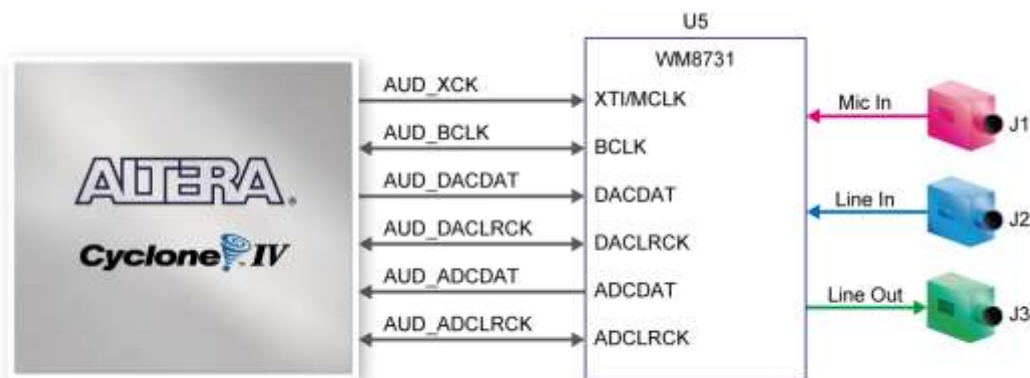 U5
WM8731
AUD_XCK
XTI/MCLK
AUD_BCLK
BCLK
AUD_DACDAT
DACDAT
AUD_DACLRCK
DACLRCK
AUD_ADCDAT
ADCDAT
AUD_ADCLRCK
ADCLRCK
ALTERA®
Cyclone™ IV
Mic In
J1
Line In
J2
Line Out
J3